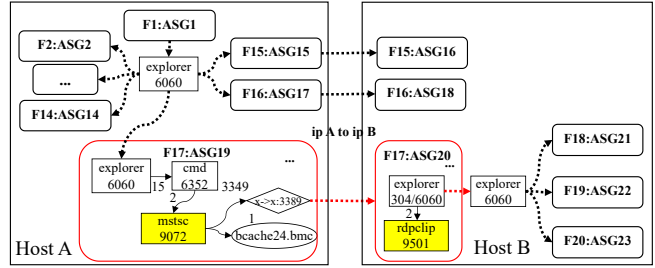 F1:ASG1
F2:ASG2
...
F14:ASG14
explorer
6060
F15:ASG15
F16:ASG17
F15:ASG16
F16:ASG18
ip A to ip B
F17:ASG19
...
explorer
6060
15
cmd
6352
2
3349
x->x:3389
mstsc
9072
1
bcache24.bmc
Host A
F17:ASG20
...
explorer
304/6060
2
rdpclip
9501
explorer
6060
F18:ASG21
F19:ASG22
F20:ASG23
Host B